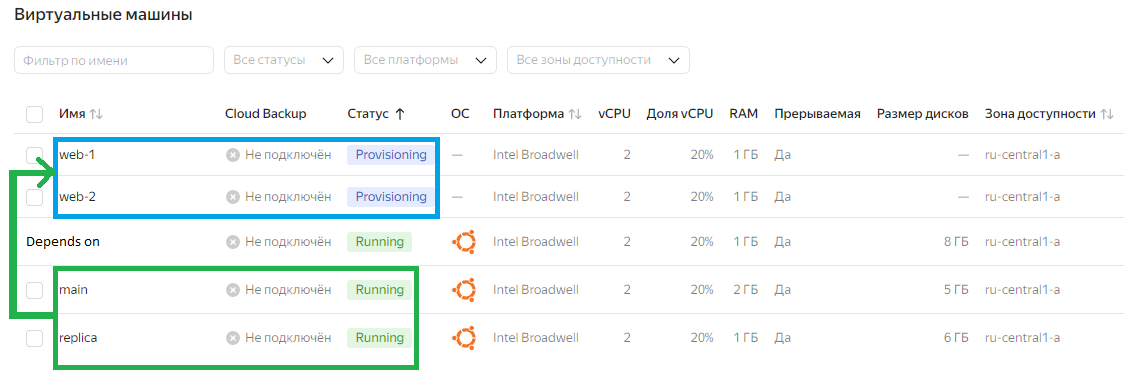 Виртуальные машины
Фильтр по имени Все статусы Все платформы Все зоны доступности
Имя Cloud Backup Статус ОС Платформа vCPU Доля vCPU RAM Прерываемая Размер дисков Зона доступности
web-1 Не подключён Provisioning — Intel Broadwell 2 20% 1 ГБ Да — ru-central1-a
web-2 Не подключён Provisioning — Intel Broadwell 2 20% 1 ГБ Да — ru-central1-a
Depends on Не подключён Running Intel Broadwell 2 20% 1 ГБ Да 8 ГБ ru-central1-a
main Не подключён Running Intel Broadwell 2 20% 2 ГБ Да 5 ГБ ru-central1-a
replica Не подключён Running Intel Broadwell 2 20% 1 ГБ Да 6 ГБ ru-central1-a